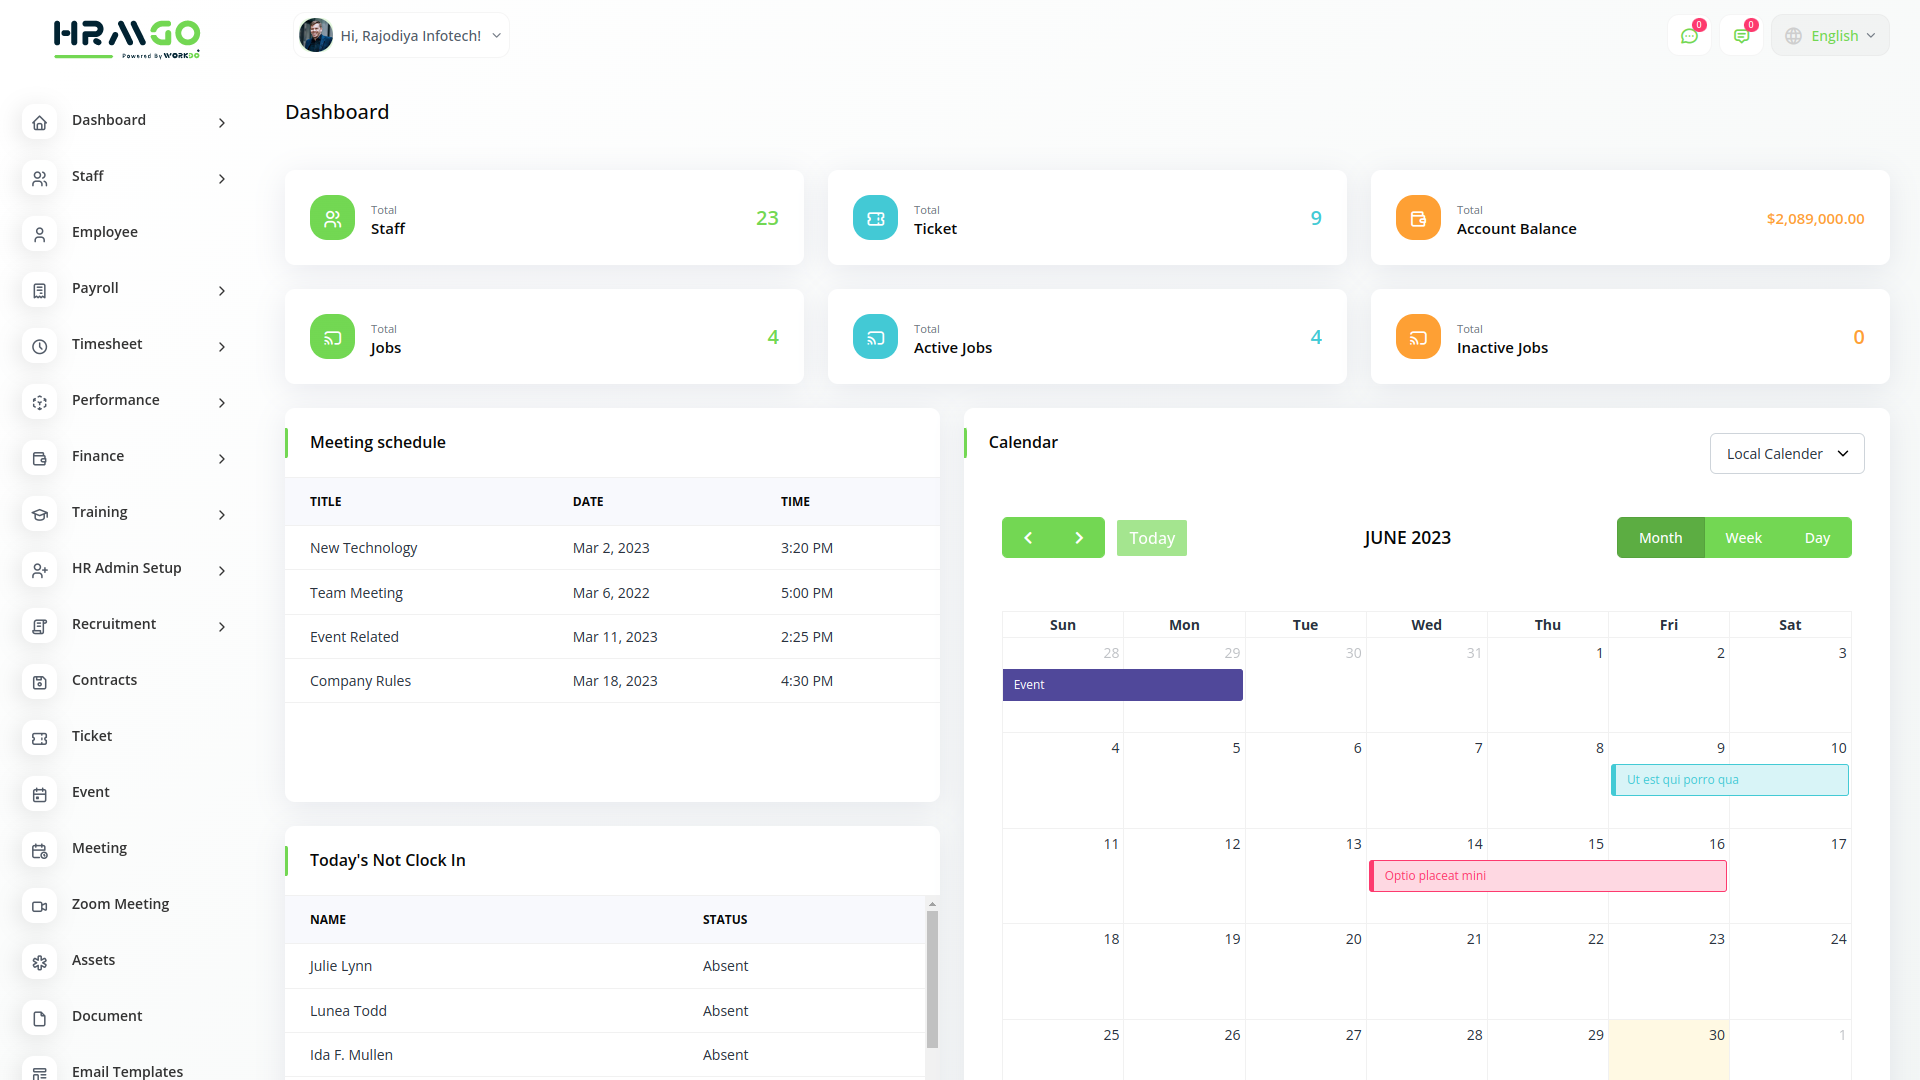 HRMGO
Powered By WORKDO
Hi, Rajodiya Infotech!
0
0
English
Dashboard
Staff
Employee
Payroll
Timesheet
Performance
Finance
Training
HR Admin Setup
Recruitment
Contracts
Ticket
Event
Meeting
Zoom Meeting
Assets
Document
Email Templates
Dashboard
Total
Staff
23
Total
Ticket
9
Total
Account Balance
$2,089,000.00
Total
Jobs
4
Total
Active Jobs
4
Total
Inactive Jobs
0
Meeting schedule
TITLE DATE TIME
New Technology Mar 2, 2023 3:20 PM
Team Meeting Mar 6, 2022 5:00 PM
Event Related Mar 11, 2023 2:25 PM
Company Rules Mar 18, 2023 4:30 PM
Today's Not Clock In
NAME STATUS
Julie Lynn Absent
Lunea Todd Absent
Ida F. Mullen Absent
Calendar
Local Calender
Today
JUNE 2023
Month Week Day
Sun Mon Tue Wed Thu Fri Sat
28 29 30 31 1 2 3
Event
4 5 6 7 8 9 10
Ut est qui porro qua
11 12 13 14 15 16 17
Optio placeat mini
18 19 20 21 22 23 24
25 26 27 28 29 30 1